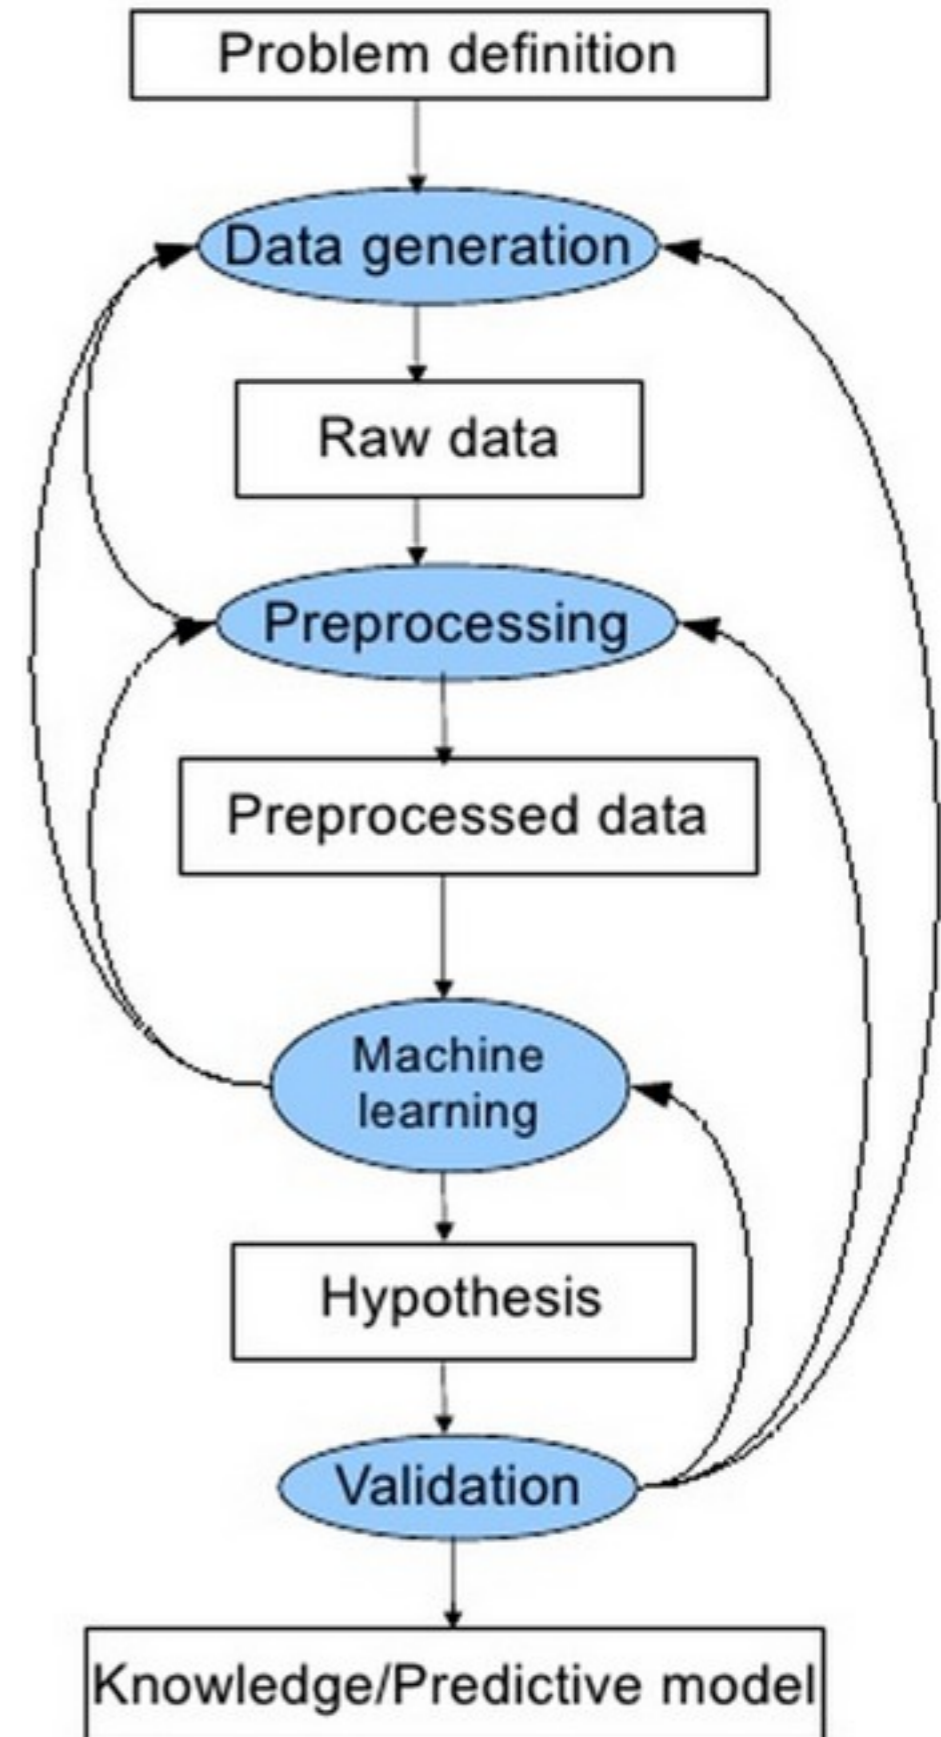 Problem definition
Data generation
Raw data
Preprocessing
Preprocessed data
Machine
learning
Hypothesis
Validation
Knowledge/Predictive model